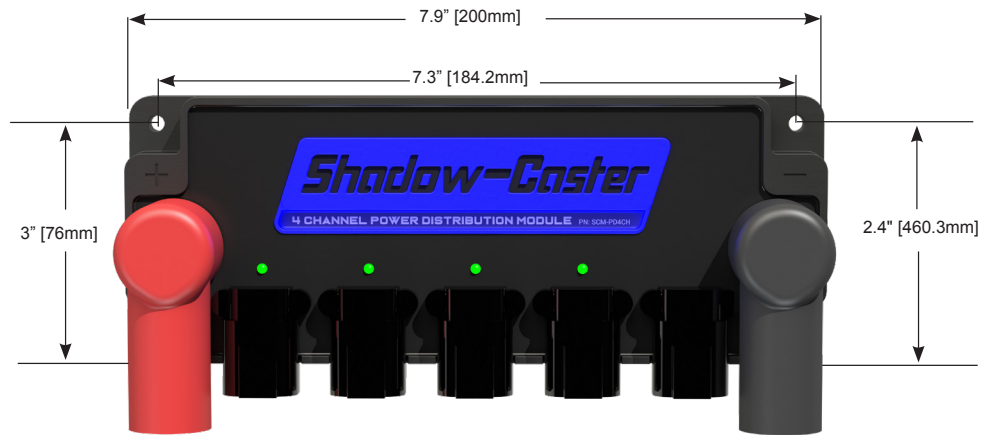 7.9” [200mm]
7.3” [184.2mm]
+
−
Shadow-Caster
4 CHANNEL POWER DISTRIBUTION MODULE PN: SCM-PD4CH
3” [76mm]
2.4" [460.3mm]